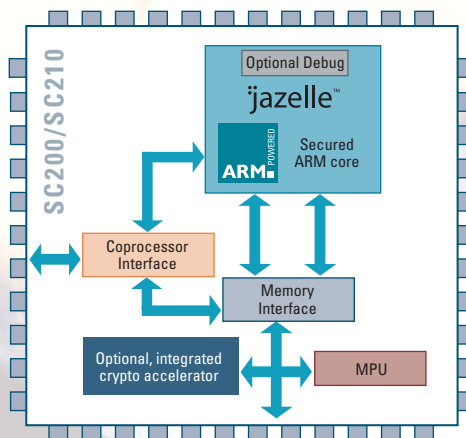 SC200/SC210
Optional Debug
jazelle™
ARM
POWERED
Secured
ARM core
Coprocessor
Interface
Memory
Interface
Optional, integrated
crypto accelerator
MPU